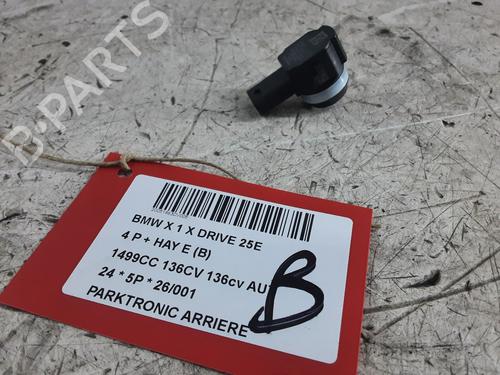 B-PARTS
BMW X 1 X DRIVE 25E
4 P + HAY E (B)
1499CC 136CV 136cv AU
24 * 5P * 26/001
PARKTRONIC ARRIERE
B